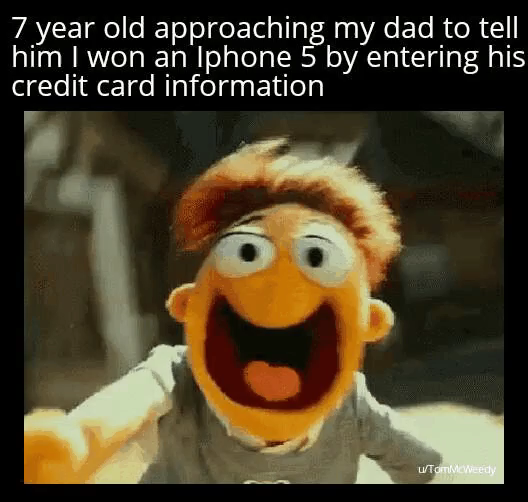 7 year old approaching my dad to tell
him I won an Iphone 5 by entering his
credit card information
u/TomMcWeedy